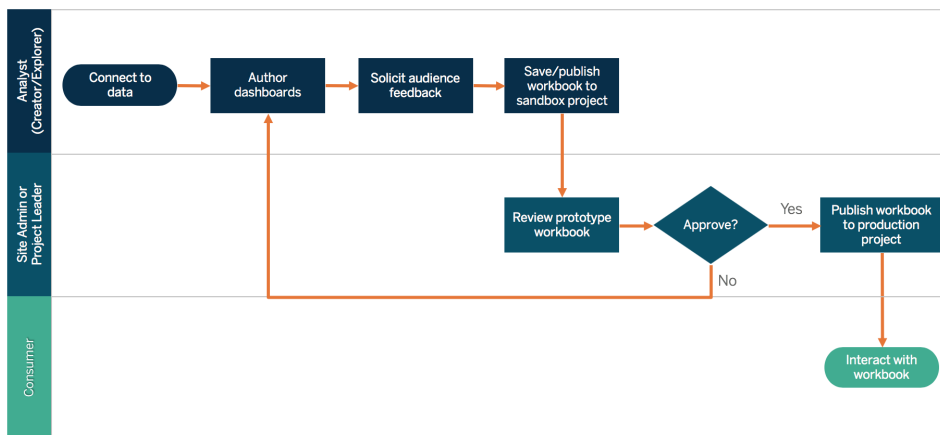 Analyst
(Creator/Explorer)
Connect to
data
Author
dashboards
Solicit audience
feedback
Save/publish
workbook to
sandbox project
Site Admin or
Project Leader
Review prototype
workbook
Approve?
Yes
No
Publish workbook
to production
project
Consumer
Interact with
workbook